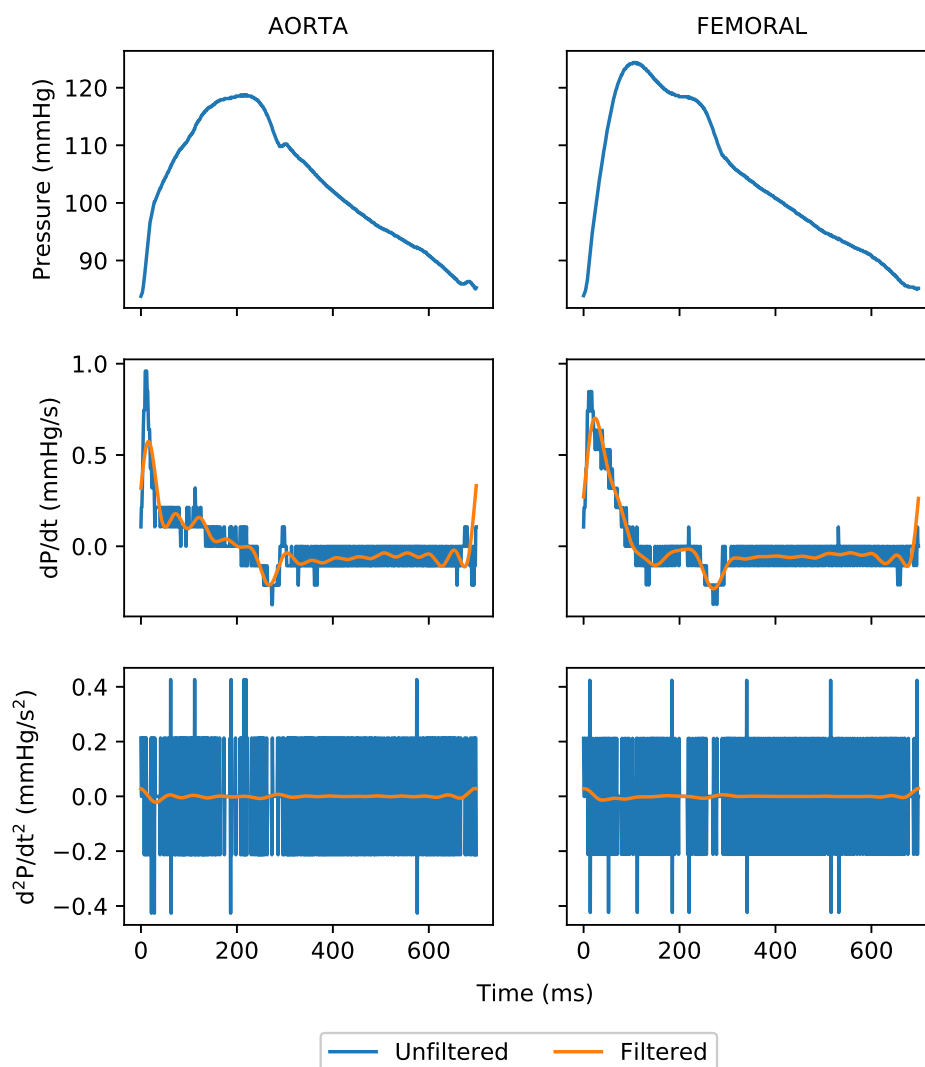 AORTA FEMORAL
Pressure (mmHg)
120
110
100
90
dP/dt (mmHg/s)
1.0
0.5
0.0
d²P/dt² (mmHg/s²)
0.4
0.2
0.0
−0.2
−0.4
0 200 400 600 0 200 400 600
Time (ms)
Unfiltered Filtered